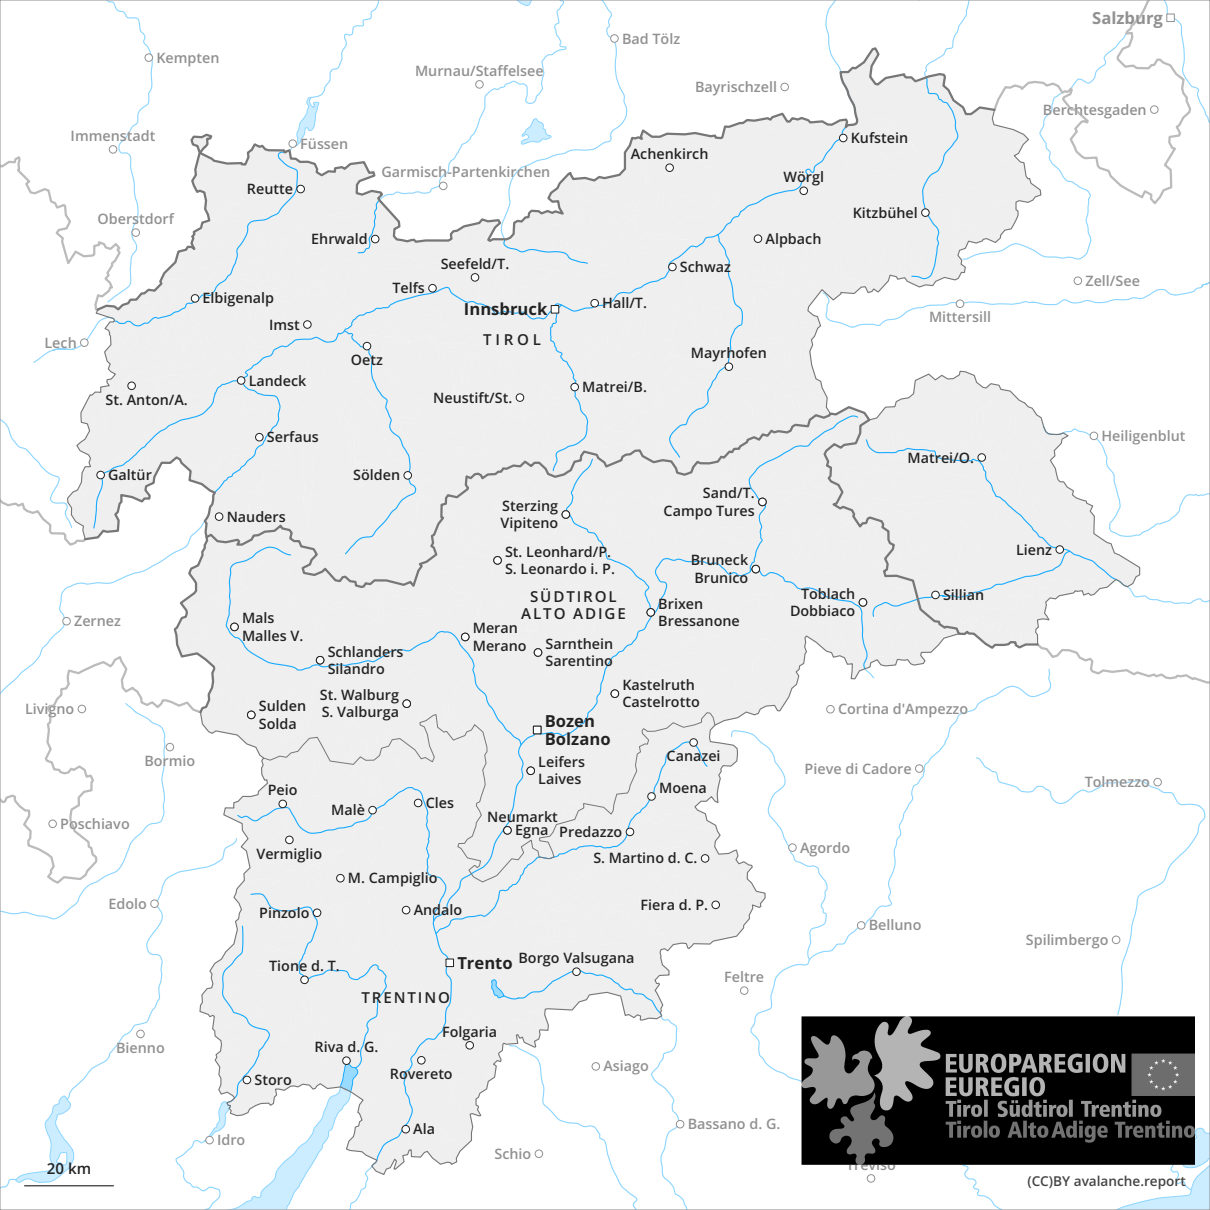 Salzburg
Kempten
Bad Tölz
Murnau/Staffelsee
Bayrischzell
Berchtesgaden
Immenstadt
Füssen
Kufstein
Achenkirch
Garmisch-Partenkirchen
Wörgl
Reutte
Oberstdorf
Kitzbühel
Ehrwald
Alpbach
Seefeld/T.
Schwaz
Zell/See
Telfs
Elbigenalp
Hall/T.
Innsbruck
Mittersill
Imst
TIROL
Lech
Oetz
Mayrhofen
Landeck
Matrei/B.
St. Anton/A.
Neustift/St.
Serfaus
Heiligenblut
Matrei/O.
Galtür
Sölden
Sand/T.
Campo Tures
Sterzing
Vipiteno
Nauders
St. Leonhard/P.
S. Leonardo i. P.
Lienz
Bruneck
Brunico
SÜDTIROL
ALTO ADIGE
Toblach
Dobbiaco
Sillian
Brixen
Bressanone
Mals
Malles V.
Zernez
Meran
Merano
Sarnthein
Sarentino
Schlanders
Silandro
Kastelruth
Castelrotto
St. Walburg
S. Valburga
Sulden
Solda
Livigno
Cortina d'Ampezzo
Bozen
Bolzano
Bormio
Canazei
Leifers
Laives
Pieve di Cadore
Tolmezzo
Peio
Moena
Malè
Cles
Neumarkt
Egna
Predazzo
Poschiavo
Vermiglio
Agordo
S. Martino d. C.
M. Campiglio
Edolo
Pinzolo
Andalo
Fiera d. P.
Belluno
Spilimbergo
Trento
Borgo Valsugana
Tione d. T.
Feltre
TRENTINO
Folgaria
Bienno
Riva d. G.
Rovereto
Asiago
Storo
EUROPAREGION
EUREGIO
Tirol Südtirol Trentino
Tirolo Alto Adige Trentino
Ala
Bassano d. G.
Idro
Schio
Treviso
20 km
(CC)BY avalanche.report